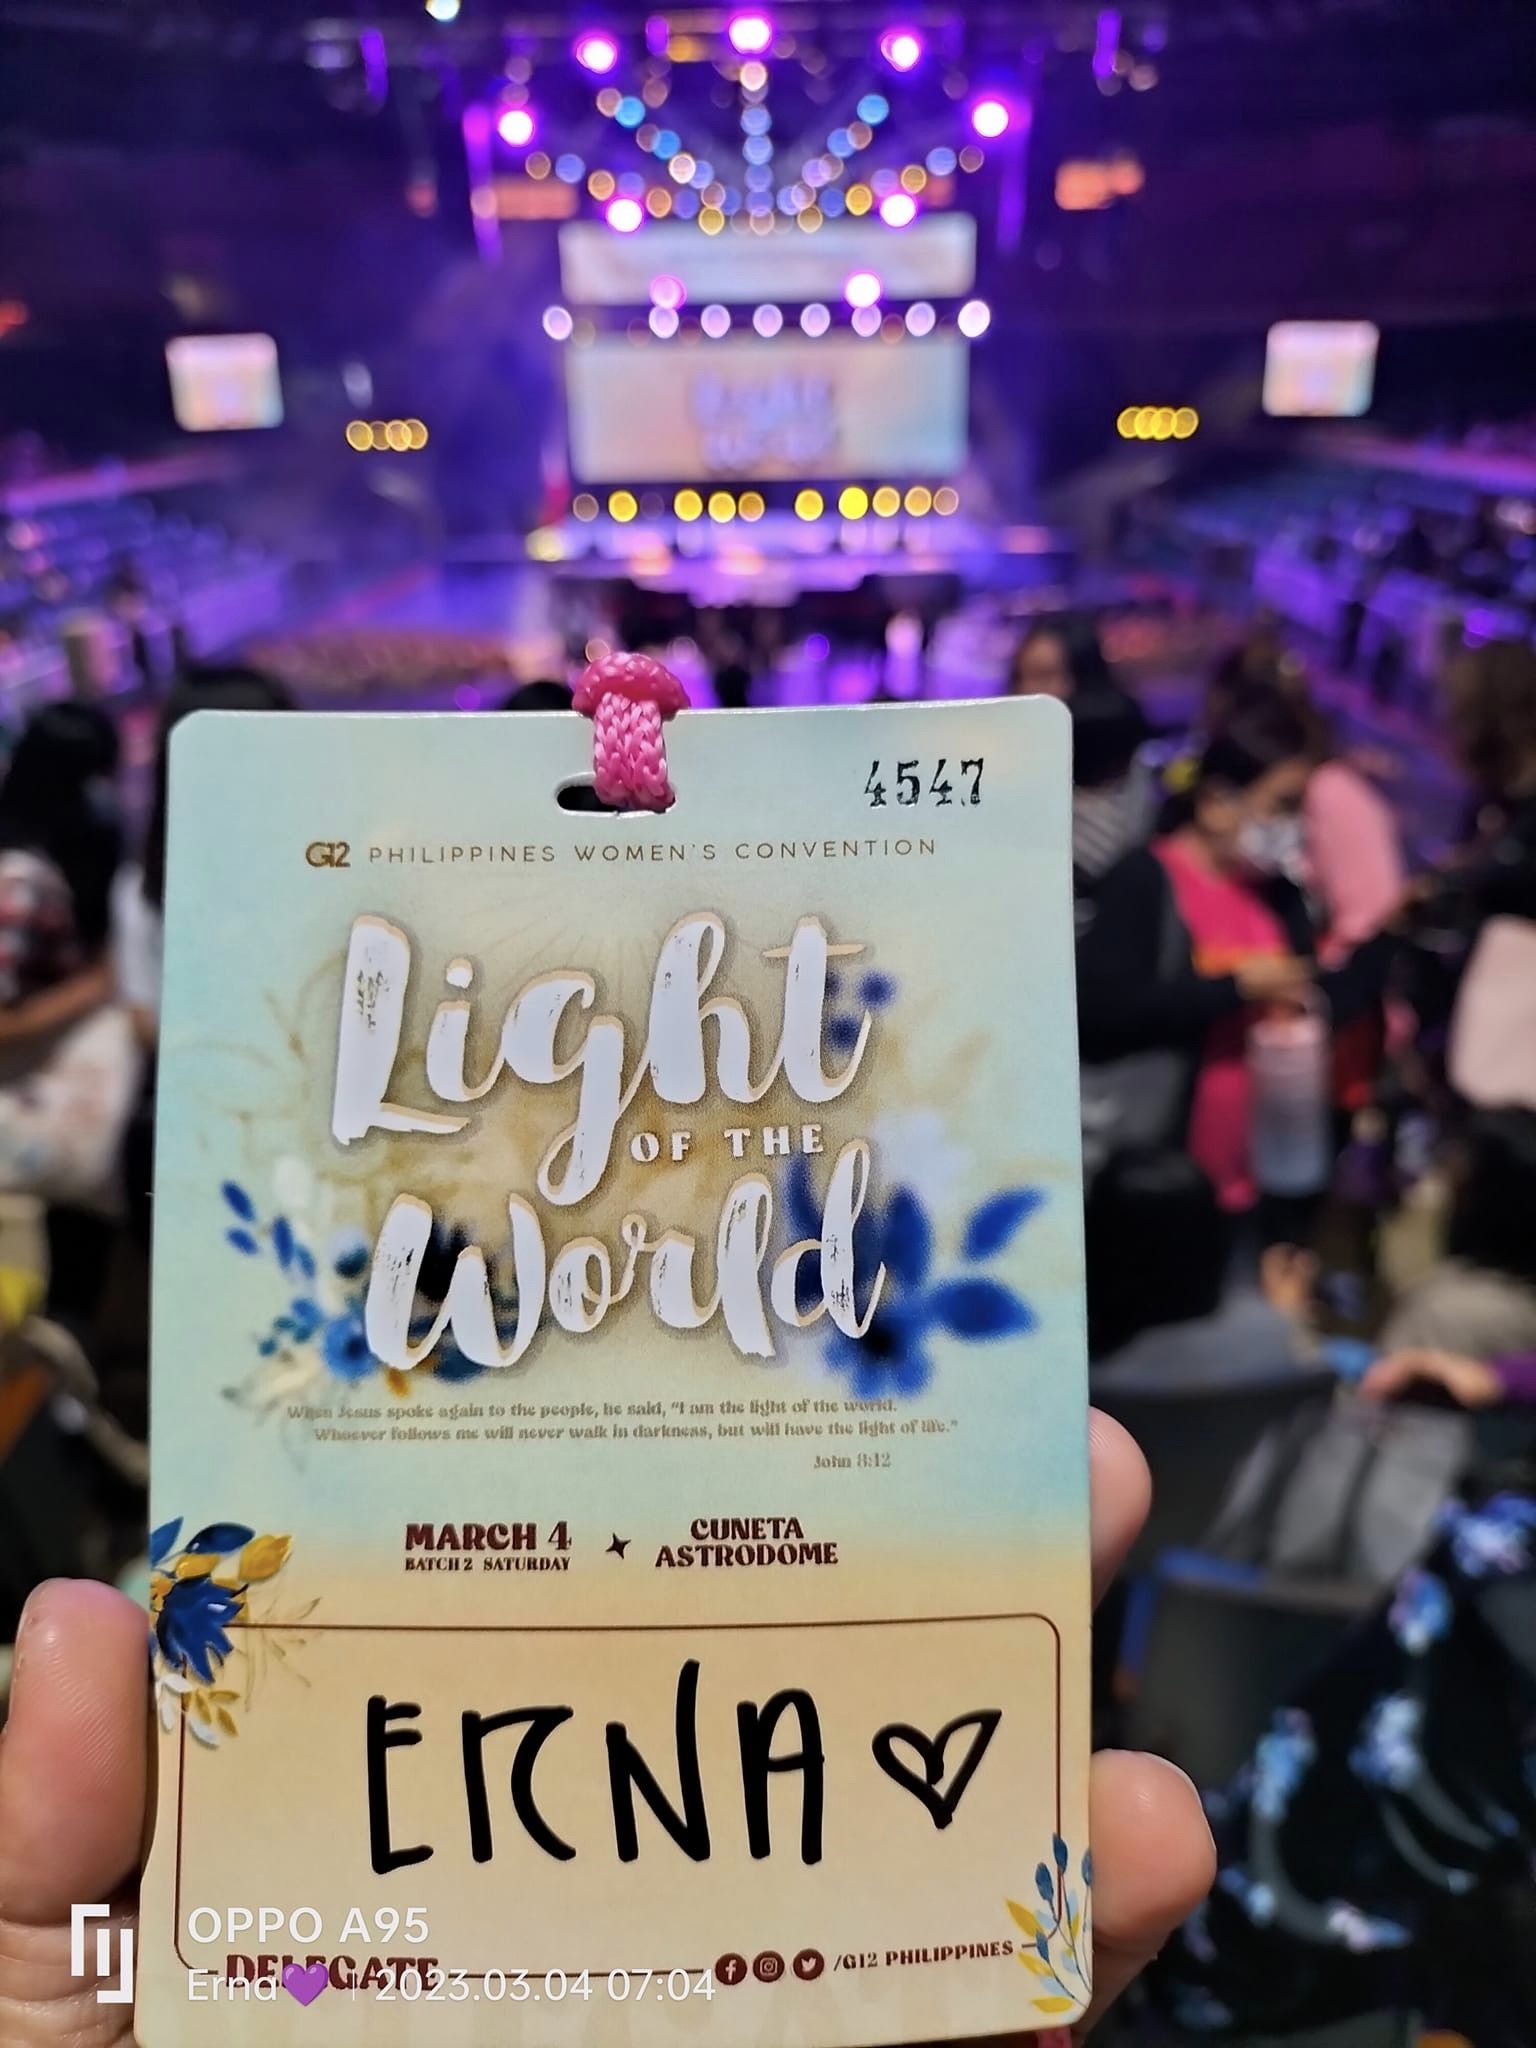 4547
G12 PHILIPPINES WOMEN'S CONVENTION
Light
OF THE
World
When Jesus spoke again to the people, he said, "I am the light of the world.
Whoever follows me will never walk in darkness, but will have the light of life."
John 8:12
MARCH 4
BATCH 2 SATURDAY
CUNETA
ASTRODOME
ERNA
DELEGATE
/G12 PHILIPPINES
OPPO A95
Erna💜 | 2023.03.04 07:04